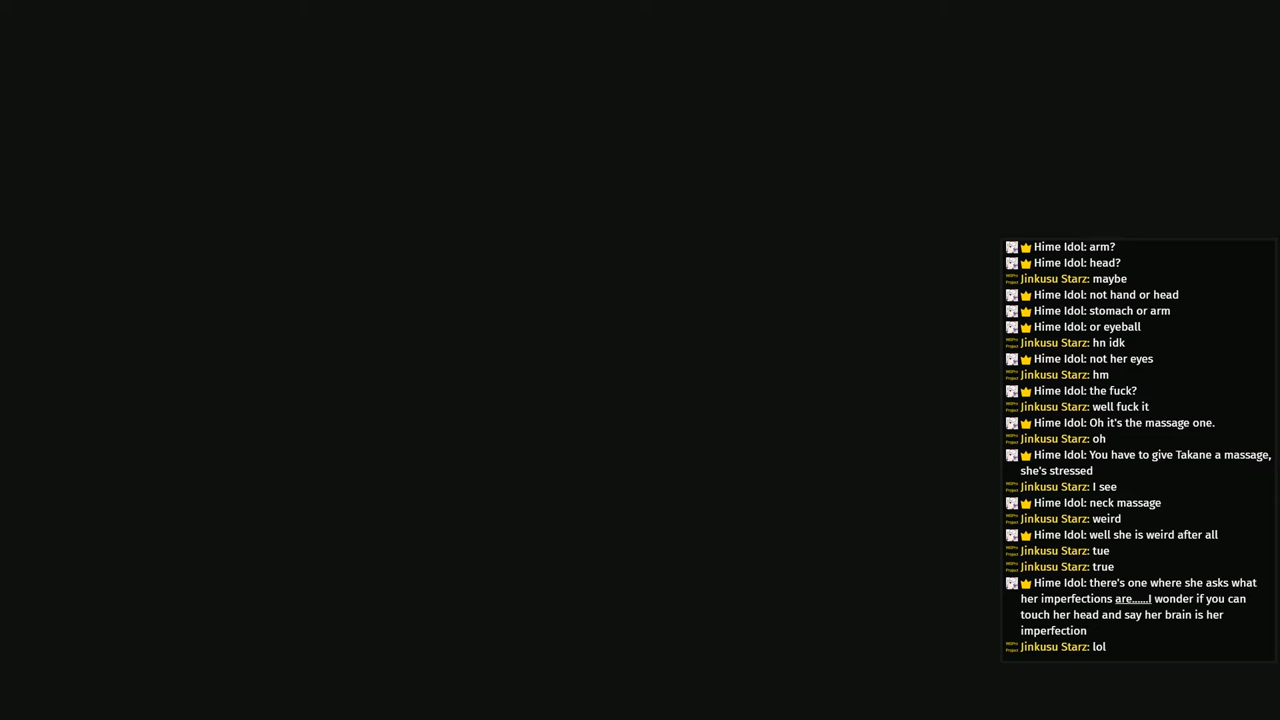 Hime Idol: arm?
Hime Idol: head?
Jinkusu Starz: maybe
Hime Idol: not hand or head
Hime Idol: stomach or arm
Hime Idol: or eyeball
Jinkusu Starz: hn idk
Hime Idol: not her eyes
Jinkusu Starz: hm
Hime Idol: the fuck?
Jinkusu Starz: well fuck it
Hime Idol: Oh it's the massage one.
Jinkusu Starz: oh
Hime Idol: You have to give Takane a massage,
she's stressed
Jinkusu Starz: I see
Hime Idol: neck massage
Jinkusu Starz: weird
Hime Idol: well she is weird after all
Jinkusu Starz: tue
Jinkusu Starz: true
Hime Idol: there's one where she asks what
her imperfections are......I wonder if you can
touch her head and say her brain is her
imperfection
Jinkusu Starz: lol